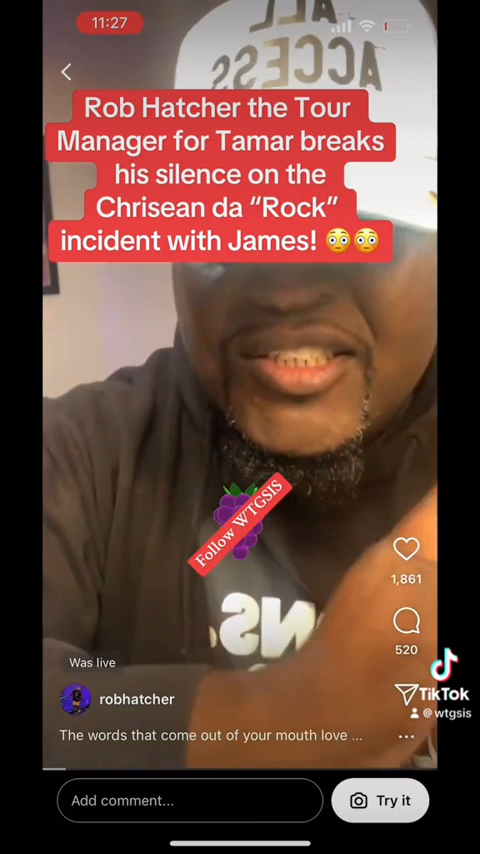 11:27
ALL
ACCESS
Rob Hatcher the Tour
Manager for Tamar breaks
his silence on the
Chrisean da “Rock”
incident with James! 😳😳
Follow WTGSIS
1,861
520
Was live
robhatcher
TikTok
@wtgsis
The words that come out of your mouth love ...
Add comment...
Try it